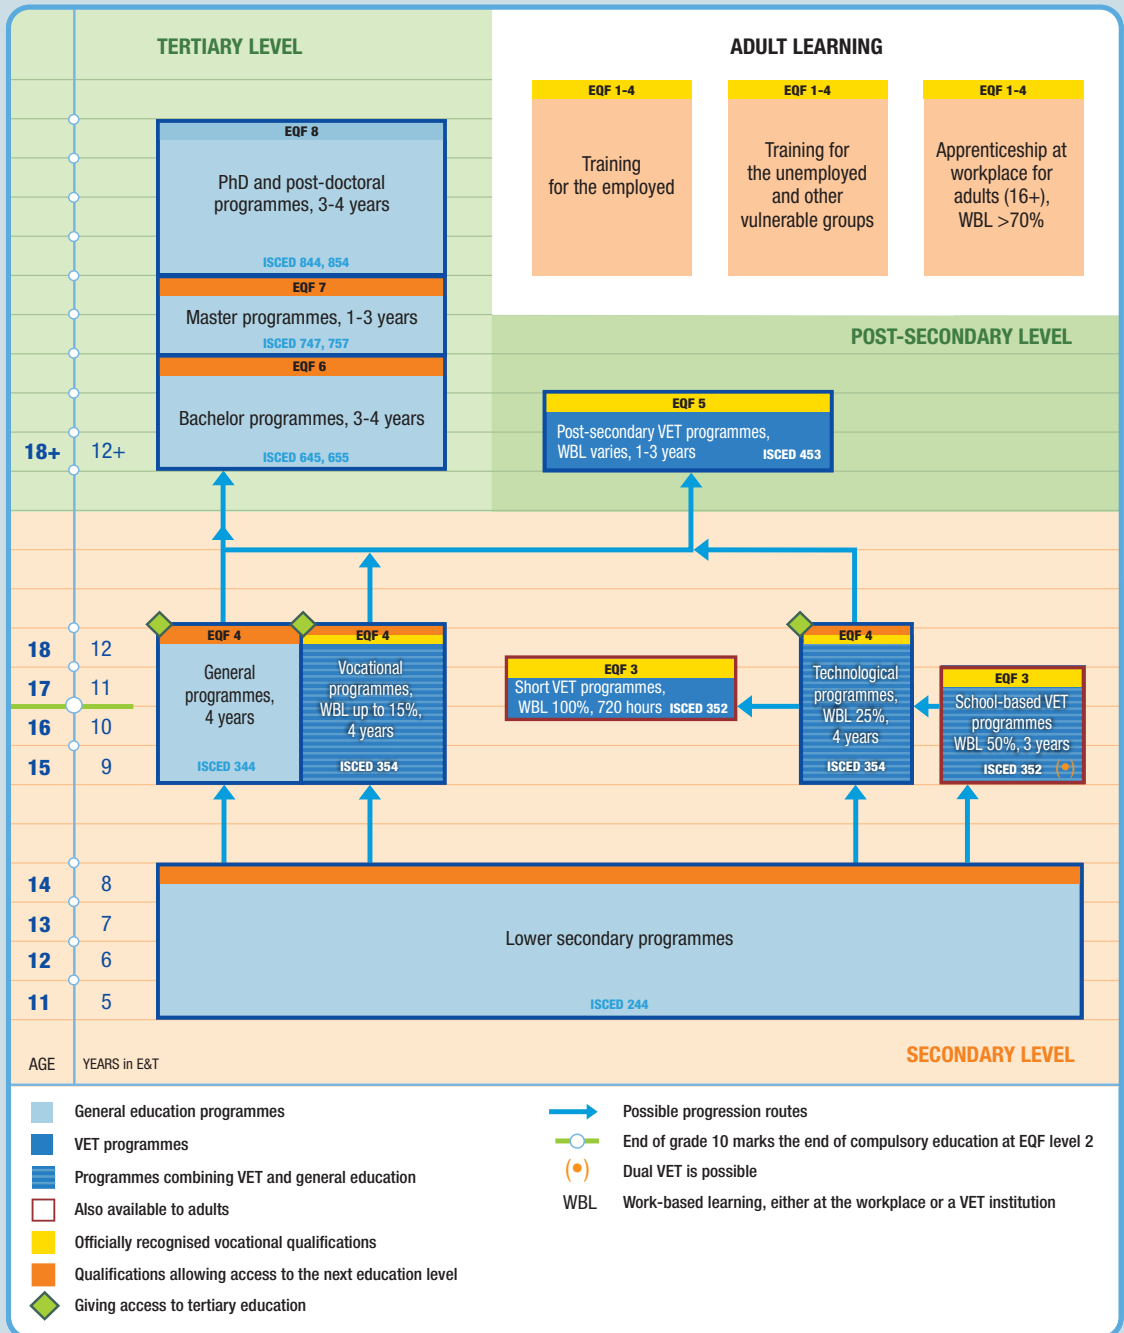 TERTIARY LEVEL
ADULT LEARNING
EQF 1-4
Training
for the employed
EQF 1-4
Training for
the unemployed
and other
vulnerable groups
EQF 1-4
Apprenticeship at
workplace for
adults (16+),
WBL >70%
EQF 8
PhD and post-doctoral
programmes, 3-4 years
ISCED 844, 854
EQF 7
Master programmes, 1-3 years
ISCED 747, 757
EQF 6
Bachelor programmes, 3-4 years
ISCED 645, 655
POST-SECONDARY LEVEL
EQF 5
Post-secondary VET programmes,
WBL varies, 1-3 years ISCED 453
18+ 12+
18 12
17 11
16 10
15 9
EQF 4
General
programmes,
4 years
ISCED 344
EQF 4
Vocational
programmes,
WBL up to 15%,
4 years
ISCED 354
EQF 3
Short VET programmes,
WBL 100%, 720 hours ISCED 352
EQF 4
Technological
programmes,
WBL 25%,
4 years
ISCED 354
EQF 3
School-based VET
programmes
WBL 50%, 3 years
ISCED 352
14 8
13 7
12 6
11 5
Lower secondary programmes
ISCED 244
AGE YEARS in E&T
SECONDARY LEVEL
General education programmes
VET programmes
Programmes combining VET and general education
Also available to adults
Officially recognised vocational qualifications
Qualifications allowing access to the next education level
Giving access to tertiary education
Possible progression routes
End of grade 10 marks the end of compulsory education at EQF level 2
Dual VET is possible
WBL Work-based learning, either at the workplace or a VET institution